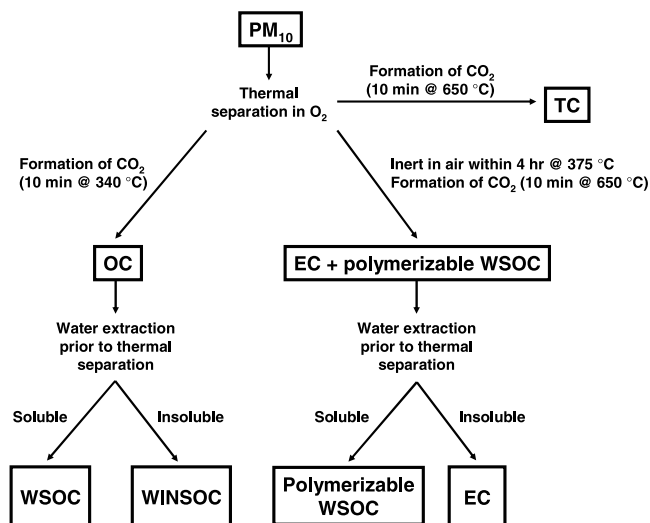 PM₁₀
Thermal
separation in O₂
Formation of CO₂
(10 min @ 650 °C)
TC
Formation of CO₂
(10 min @ 340 °C)
Inert in air within 4 hr @ 375 °C
Formation of CO₂ (10 min @ 650 °C)
OC
EC + polymerizable WSOC
Water extraction
prior to thermal
separation
Water extraction
prior to thermal
separation
Soluble
Insoluble
Soluble
Insoluble
WSOC
WINSOC
Polymerizable
WSOC
EC